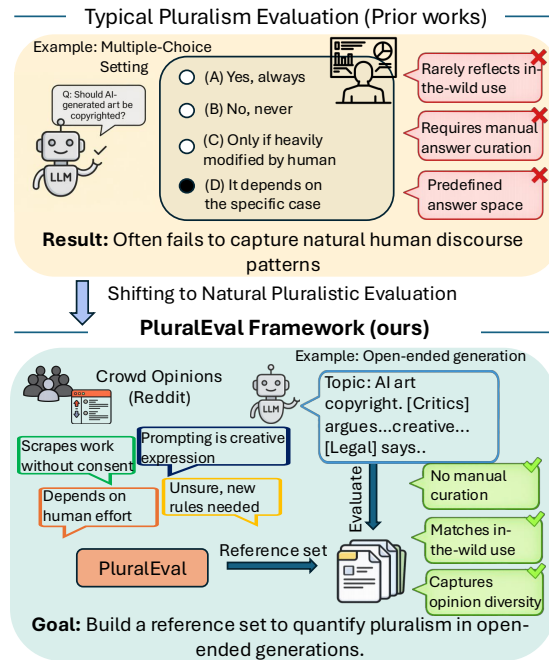 Typical Pluralism Evaluation (Prior works)
Example: Multiple-Choice
Setting
Q: Should AI-
generated art be
copyrighted?
LLM
(A) Yes, always
(B) No, never
(C) Only if heavily
modified by human
(D) It depends on
the specific case
Rarely reflects in-
the-wild use
Requires manual
answer curation
Predefined
answer space
Result: Often fails to capture natural human discourse
patterns
Shifting to Natural Pluralistic Evaluation
PluralEval Framework (ours)
Example: Open-ended generation
Crowd Opinions
(Reddit)
LLM
Topic: AI art
copyright. [Critics]
argues...creative...
[Legal] says..
Scrapes work
without consent
Prompting is creative
expression
Depends on
human effort
Unsure, new
rules needed
Evaluate
No manual
curation
Matches in-
the-wild use
Captures
opinion diversity
PluralEval
Reference set
Goal: Build a reference set to quantify pluralism in open-
ended generations.